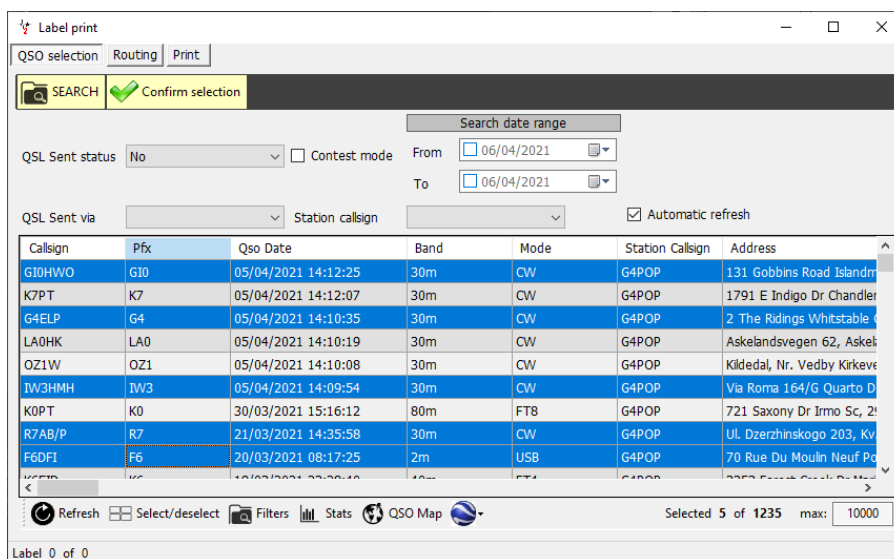 Label print
QSO selection Routing Print
SEARCH Confirm selection
Search date range
QSL Sent status No Contest mode From 06/04/2021
To 06/04/2021
QSL Sent via Station callsign Automatic refresh
Callsign Pfx Qso Date Band Mode Station Callsign Address
GI0HWO GI0 05/04/2021 14:12:25 30m CW G4POP 131 Gobbins Road Islandm
K7PT K7 05/04/2021 14:12:07 30m CW G4POP 1791 E Indigo Dr Chandler
G4ELP G4 05/04/2021 14:10:35 30m CW G4POP 2 The Ridings Whitstable
LA0HK LA0 05/04/2021 14:10:19 30m CW G4POP Askelandsvegen 62, Askela
OZ1W OZ1 05/04/2021 14:10:08 30m CW G4POP Kildedal, Nr. Vedby Kirkeve
IW3HMH IW3 05/04/2021 14:09:54 30m CW G4POP Via Roma 164/G Quarto D
K0PT K0 30/03/2021 15:16:12 80m FT8 G4POP 721 Saxony Dr Irmo Sc, 29
R7AB/P R7 21/03/2021 14:35:58 30m CW G4POP Ul. Dzerzhinskogo 203, Kv.
F6DFI F6 20/03/2021 08:17:25 2m USB G4POP 70 Rue Du Moulin Neuf Po
Refresh Select/deselect Filters Stats QSO Map Selected 5 of 1235 max: 10000
Label 0 of 0